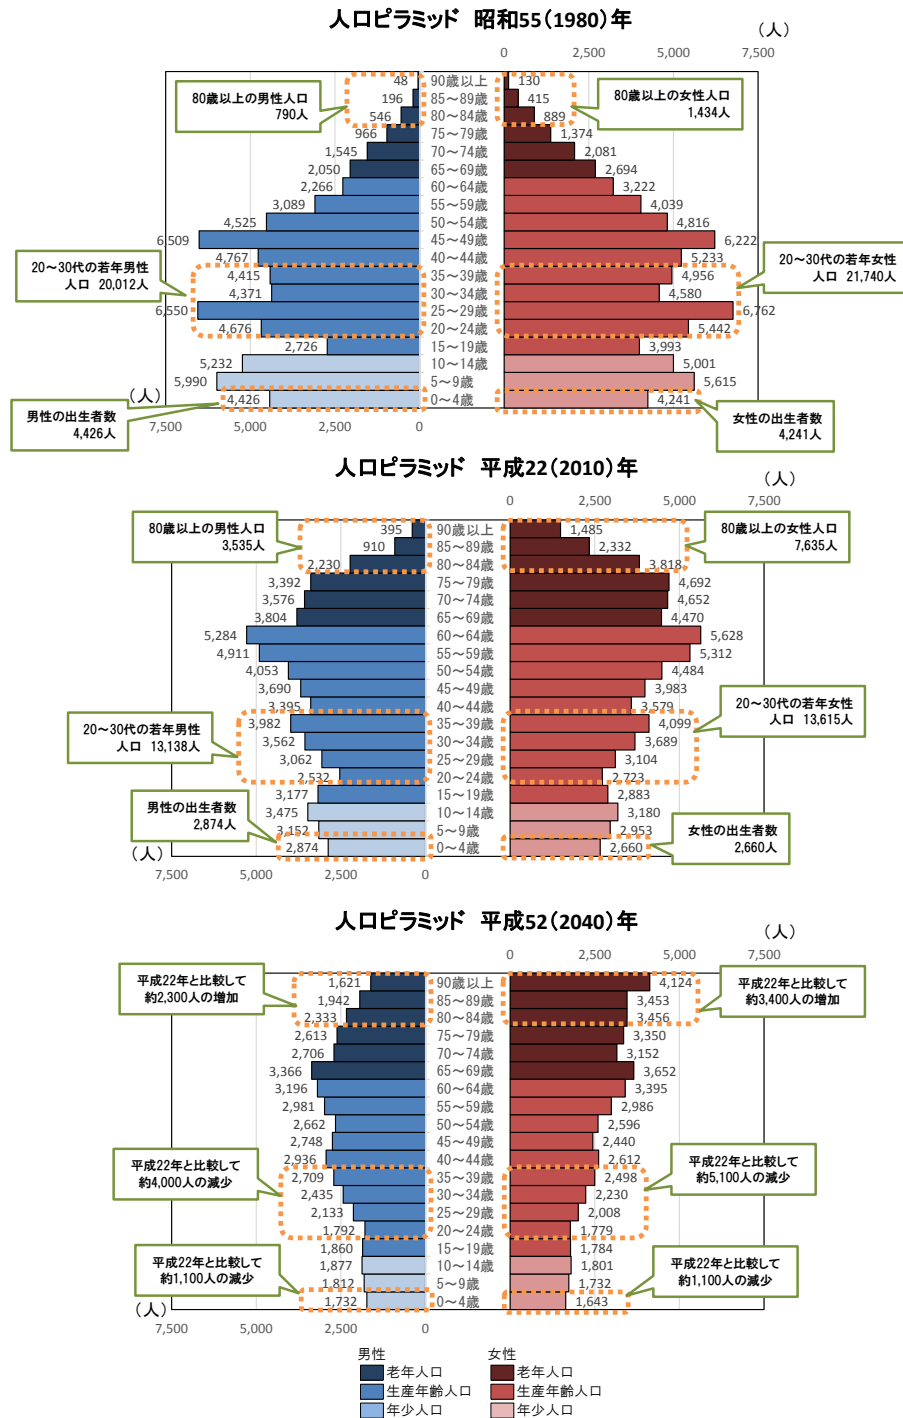 人口ピラミッド 昭和55(1980)年
(人)
0 2,500 5,000 7,500
48 90歳以上 130
196 85~89歳 415
546 80~84歳 889
966 75~79歳 1,374
1,545 70~74歳 2,081
2,050 65~69歳 2,694
2,266 60~64歳 3,222
3,089 55~59歳 4,039
4,525 50~54歳 4,816
6,509 45~49歳 6,222
4,767 40~44歳 5,233
4,415 35~39歳 4,956
4,371 30~34歳 4,580
6,550 25~29歳 6,762
4,676 20~24歳 5,442
2,726 15~19歳 3,993
5,232 10~14歳 5,001
5,990 5~9歳 5,615
4,426 0~4歳 4,241
(人)
7,500 5,000 2,500 0
80歳以上の男性人口
790人
80歳以上の女性人口
1,434人
20~30代の若年男性
人口 20,012人
20~30代の若年女性
人口 21,740人
男性の出生者数
4,426人
女性の出生者数
4,241人
人口ピラミッド 平成22(2010)年
(人)
0 2,500 5,000 7,500
395 90歳以上 1,485
910 85~89歳 2,332
2,230 80~84歳 3,818
3,392 75~79歳 4,692
3,576 70~74歳 4,652
3,804 65~69歳 4,470
5,284 60~64歳 5,628
4,911 55~59歳 5,312
4,053 50~54歳 4,484
3,690 45~49歳 3,983
3,395 40~44歳 3,579
3,982 35~39歳 4,099
3,562 30~34歳 3,689
3,062 25~29歳 3,104
2,532 20~24歳 2,723
3,177 15~19歳 2,883
3,475 10~14歳 3,180
3,152 5~9歳 2,953
2,874 0~4歳 2,660
(人)
7,500 5,000 2,500 0
80歳以上の男性人口
3,535人
80歳以上の女性人口
7,635人
20~30代の若年男性
人口 13,138人
20~30代の若年女性
人口 13,615人
男性の出生者数
2,874人
女性の出生者数
2,660人
人口ピラミッド 平成52(2040)年
(人)
0 2,500 5,000 7,500
1,621 90歳以上 4,124
1,942 85~89歳 3,453
2,333 80~84歳 3,456
2,613 75~79歳 3,350
2,706 70~74歳 3,152
3,366 65~69歳 3,652
3,196 60~64歳 3,395
2,981 55~59歳 2,986
2,662 50~54歳 2,596
2,748 45~49歳 2,440
2,936 40~44歳 2,612
2,709 35~39歳 2,498
2,435 30~34歳 2,230
2,133 25~29歳 2,008
1,792 20~24歳 1,779
1,860 15~19歳 1,784
1,877 10~14歳 1,801
1,812 5~9歳 1,732
1,732 0~4歳 1,643
(人)
7,500 5,000 2,500 0
平成22年と比較して
約2,300人の増加
平成22年と比較して
約3,400人の増加
平成22年と比較して
約4,000人の減少
平成22年と比較して
約5,100人の減少
平成22年と比較して
約1,100人の減少
平成22年と比較して
約1,100人の減少
男性 女性
老年人口 老年人口
生産年齢人口 生産年齢人口
年少人口 年少人口